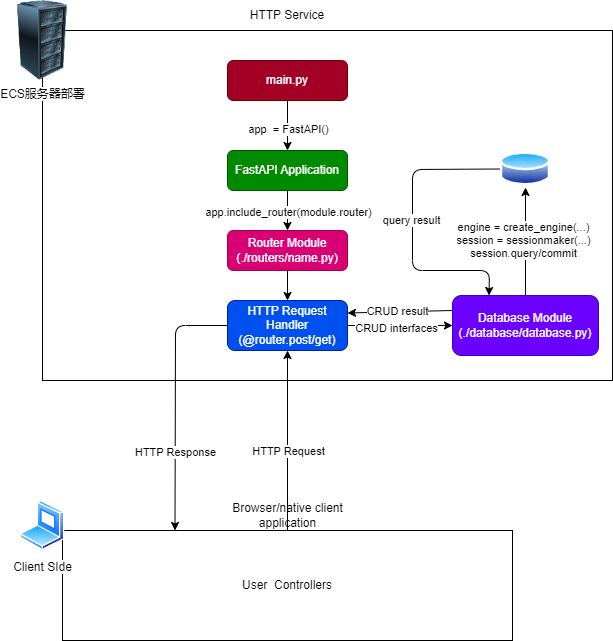 HTTP Service
ECS服务器部署
main.py
app = FastAPI()
FastAPI Application
app.include_router(module.router)
query result
engine = create_engine(...)
session = sessionmaker(...)
session.query/commit
Router Module
(./routers/name.py)
HTTP Request
Handler
(@router.post/get)
CRUD result
CRUD interfaces
Database Module
(./database/database.py)
HTTP Response
HTTP Request
Browser/native client
application
Client SIde
User Controllers